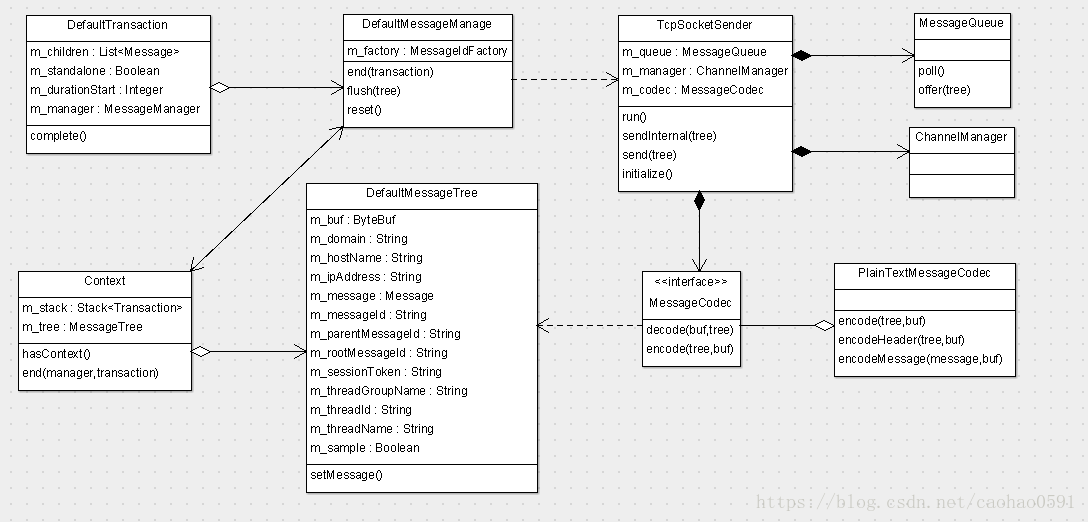 DefaultTransaction
m_children : List<Message>
m_standalone : Boolean
m_durationStart : Integer
m_manager : MessageManager
complete()
DefaultMessageManage
m_factory : MessageIdFactory
end(transaction)
flush(tree)
reset()
TcpSocketSender
m_queue : MessageQueue
m_manager : ChannelManager
m_codec : MessageCodec
run()
sendInternal(tree)
send(tree)
initialize()
MessageQueue
poll()
offer(tree)
ChannelManager
Context
m_stack : Stack<Transaction>
m_tree : MessageTree
hasContext()
end(manager,transaction)
DefaultMessageTree
m_buf : ByteBuf
m_domain : String
m_hostName : String
m_ipAddress : String
m_message : Message
m_messageId : String
m_parentMessageId : String
m_rootMessageId : String
m_sessionToken : String
m_threadGroupName : String
m_threadId : String
m_threadName : String
m_sample : Boolean
setMessage()
<<interface>>
MessageCodec
decode(buf,tree)
encode(tree,buf)
PlainTextMessageCodec
encode(tree,buf)
encodeHeader(tree,buf)
encodeMessage(message,buf)
https://blog.csdn.net/caohao0591